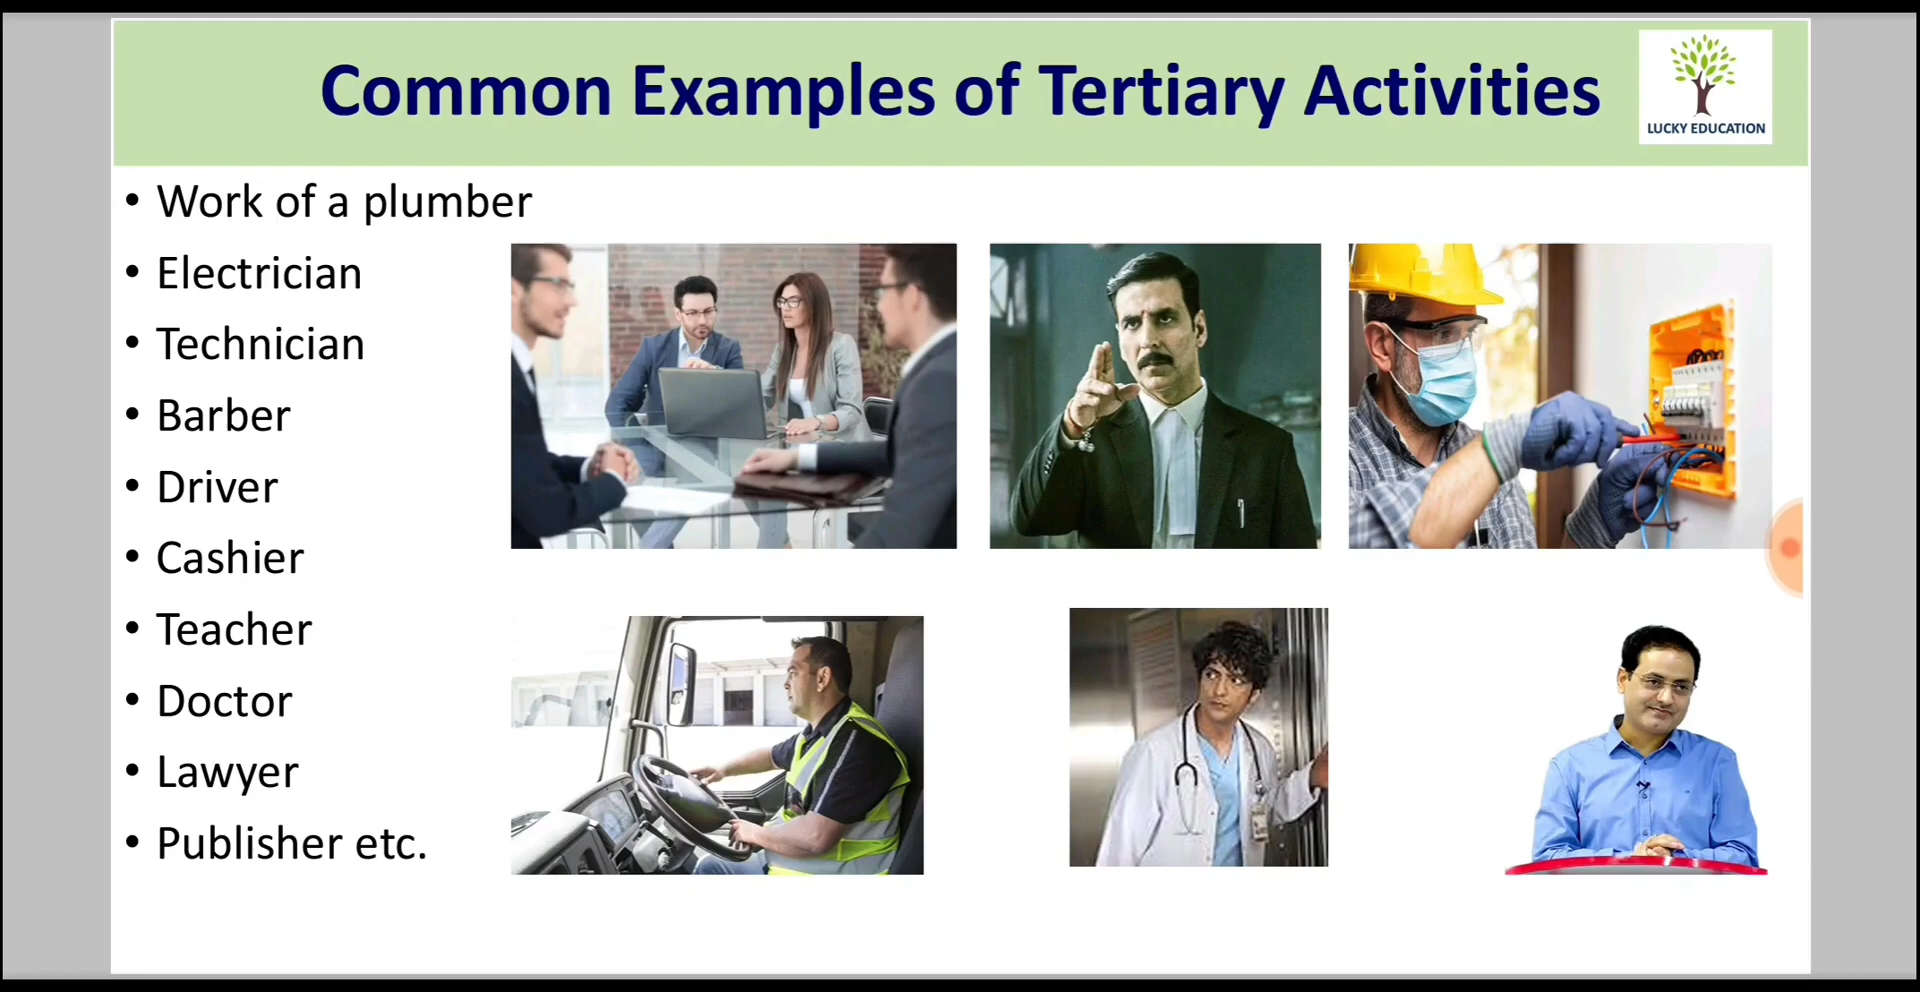 Common Examples of Tertiary Activities
LUCKY EDUCATION
• Work of a plumber
• Electrician
• Technician
• Barber
• Driver
• Cashier
• Teacher
• Doctor
• Lawyer
• Publisher etc.